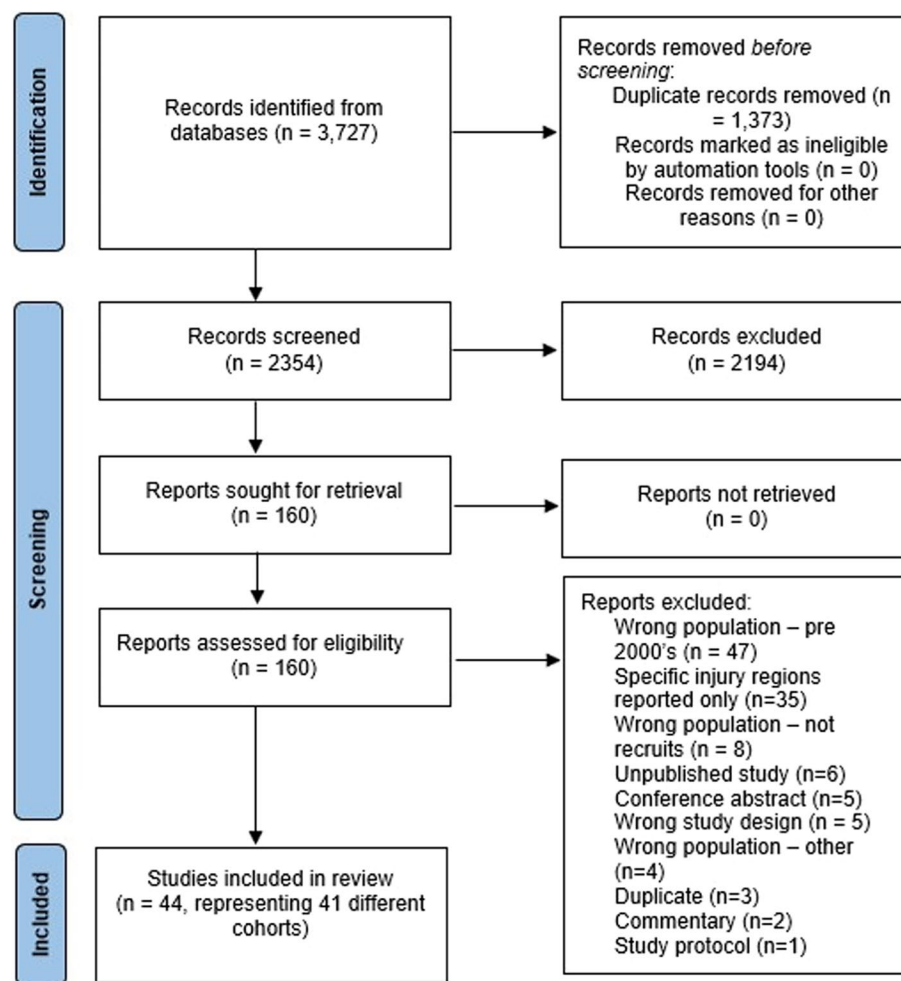 Identification
Records identified from
databases (n = 3,727)
Records removed before
screening:
Duplicate records removed (n
= 1,373)
Records marked as ineligible
by automation tools (n = 0)
Records removed for other
reasons (n = 0)
Screening
Records screened
(n = 2354)
Records excluded
(n = 2194)
Reports sought for retrieval
(n = 160)
Reports not retrieved
(n = 0)
Reports assessed for eligibility
(n = 160)
Reports excluded:
Wrong population – pre
2000's (n = 47)
Specific injury regions
reported only (n=35)
Wrong population – not
recruits (n = 8)
Unpublished study (n=6)
Conference abstract (n=5)
Wrong study design (n = 5)
Wrong population – other
(n=4)
Duplicate (n=3)
Commentary (n=2)
Study protocol (n=1)
Included
Studies included in review
(n = 44, representing 41 different
cohorts)